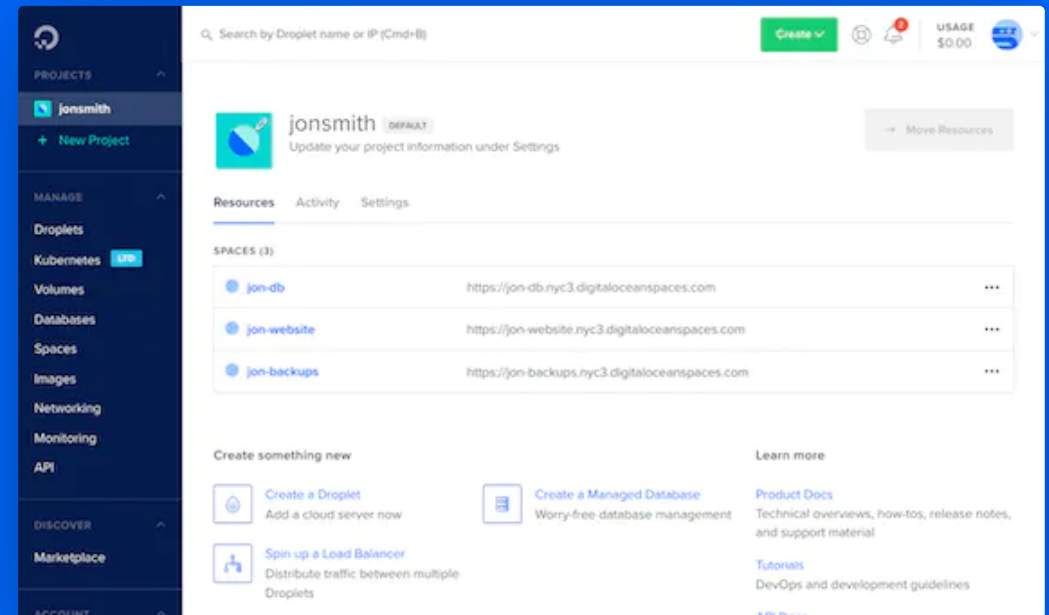 Search by Droplet name or IP (Cmd+B)
Create
2
USAGE
$0.00
PROJECTS
jonsmith
+ New Project
MANAGE
Droplets
Kubernetes LTD
Volumes
Databases
Spaces
Images
Networking
Monitoring
API
DISCOVER
Marketplace
ACCOUNT
jonsmith DEFAULT
Update your project information under Settings
→ Move Resources
Resources Activity Settings
SPACES (3)
jon-db https://jon-db.nyc3.digitaloceanspaces.com
jon-website https://jon-website.nyc3.digitaloceanspaces.com
jon-backups https://jon-backups.nyc3.digitaloceanspaces.com
Create something new
Create a Droplet
Add a cloud server now
Create a Managed Database
Worry-free database management
Spin up a Load Balancer
Distribute traffic between multiple
Droplets
Learn more
Product Docs
Technical overviews, how-tos, release notes,
and support material
Tutorials
DevOps and development guidelines